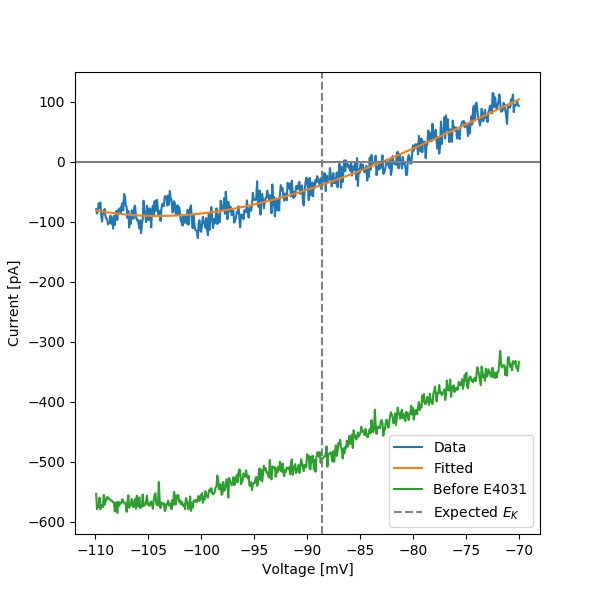 100
0
−100
−200
−300
−400
−500
−600
Current [pA]
−110
−105
−100
−95
−90
−85
−80
−75
−70
Voltage [mV]
Data
Fitted
Before E4031
Expected E_K